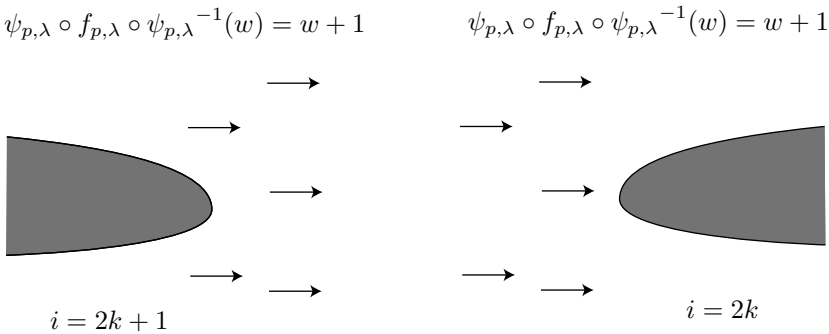 ψ_{p,λ} ∘ f_{p,λ} ∘ ψ_{p,λ}^{-1}(w) = w + 1
ψ_{p,λ} ∘ f_{p,λ} ∘ ψ_{p,λ}^{-1}(w) = w + 1
i = 2k + 1
i = 2k